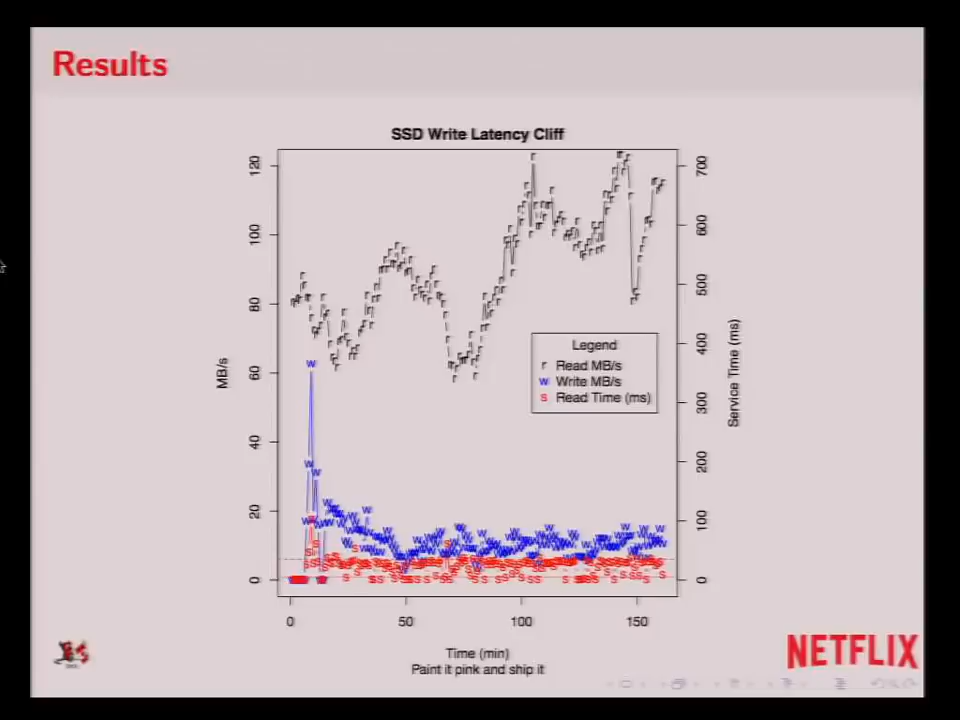 Results
SSD Write Latency Cliff
120
100
80
60
40
20
0
MB/s
700
600
500
400
300
200
100
0
Service Time (ms)
Legend
r Read MB/s
w Write MB/s
s Read Time (ms)
0 50 100 150
Time (min)
Paint it pink and ship it
NETFLIX